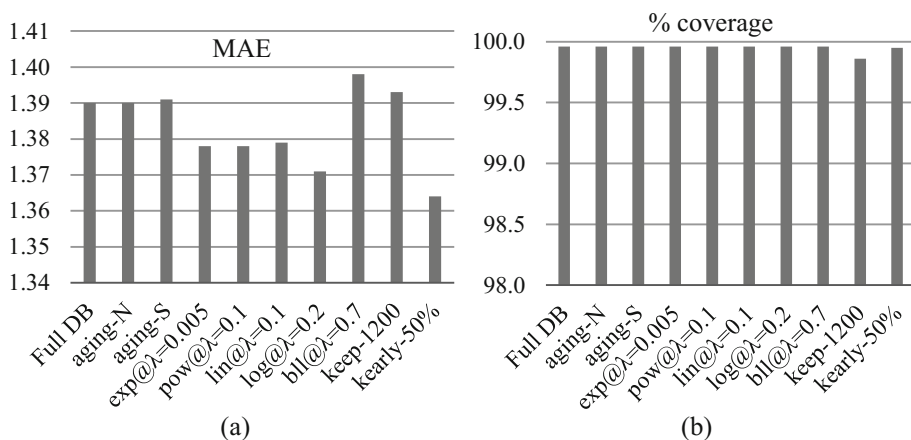 MAE
1.41
1.40
1.39
1.38
1.37
1.36
1.35
1.34
Full DB
aging-N
aging-S
exp@λ=0.005
pow@λ=0.1
lin@λ=0.1
log@λ=0.2
bll@λ=0.7
keep-1200
kearly-50%
(a)
% coverage
100.0
99.5
99.0
98.5
98.0
Full DB
aging-N
aging-S
exp@λ=0.005
pow@λ=0.1
lin@λ=0.1
log@λ=0.2
bll@λ=0.7
keep-1200
kearly-50%
(b)